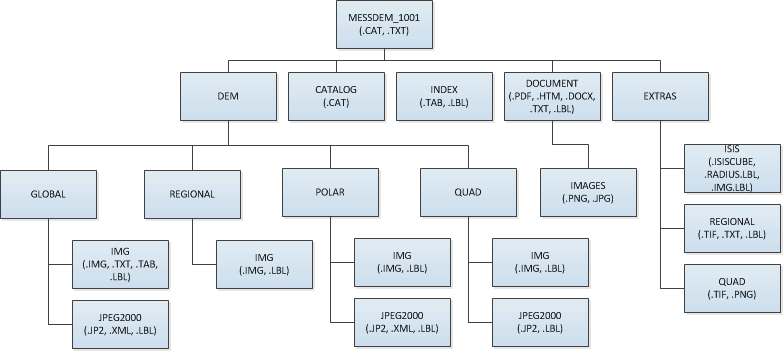 MESSDEM_1001
(.CAT, .TXT)
DEM
CATALOG
(.CAT)
INDEX
(.TAB, .LBL)
DOCUMENT
(.PDF, .HTM, .DOCX,
.TXT, .LBL)
EXTRAS
GLOBAL
REGIONAL
POLAR
QUAD
IMAGES
(.PNG, .JPG)
ISIS
(.ISISCUBE,
.RADIUS.LBL,
.IMG.LBL)
REGIONAL
(.TIF, .TXT, .LBL)
QUAD
(.TIF, .PNG)
IMG
(.IMG, .TXT, .TAB,
.LBL)
IMG
(.IMG, .LBL)
IMG
(.IMG, .LBL)
IMG
(.IMG, .LBL)
JPEG2000
(.JP2, .XML, .LBL)
JPEG2000
(.JP2, .XML, .LBL)
JPEG2000
(.JP2, .LBL)